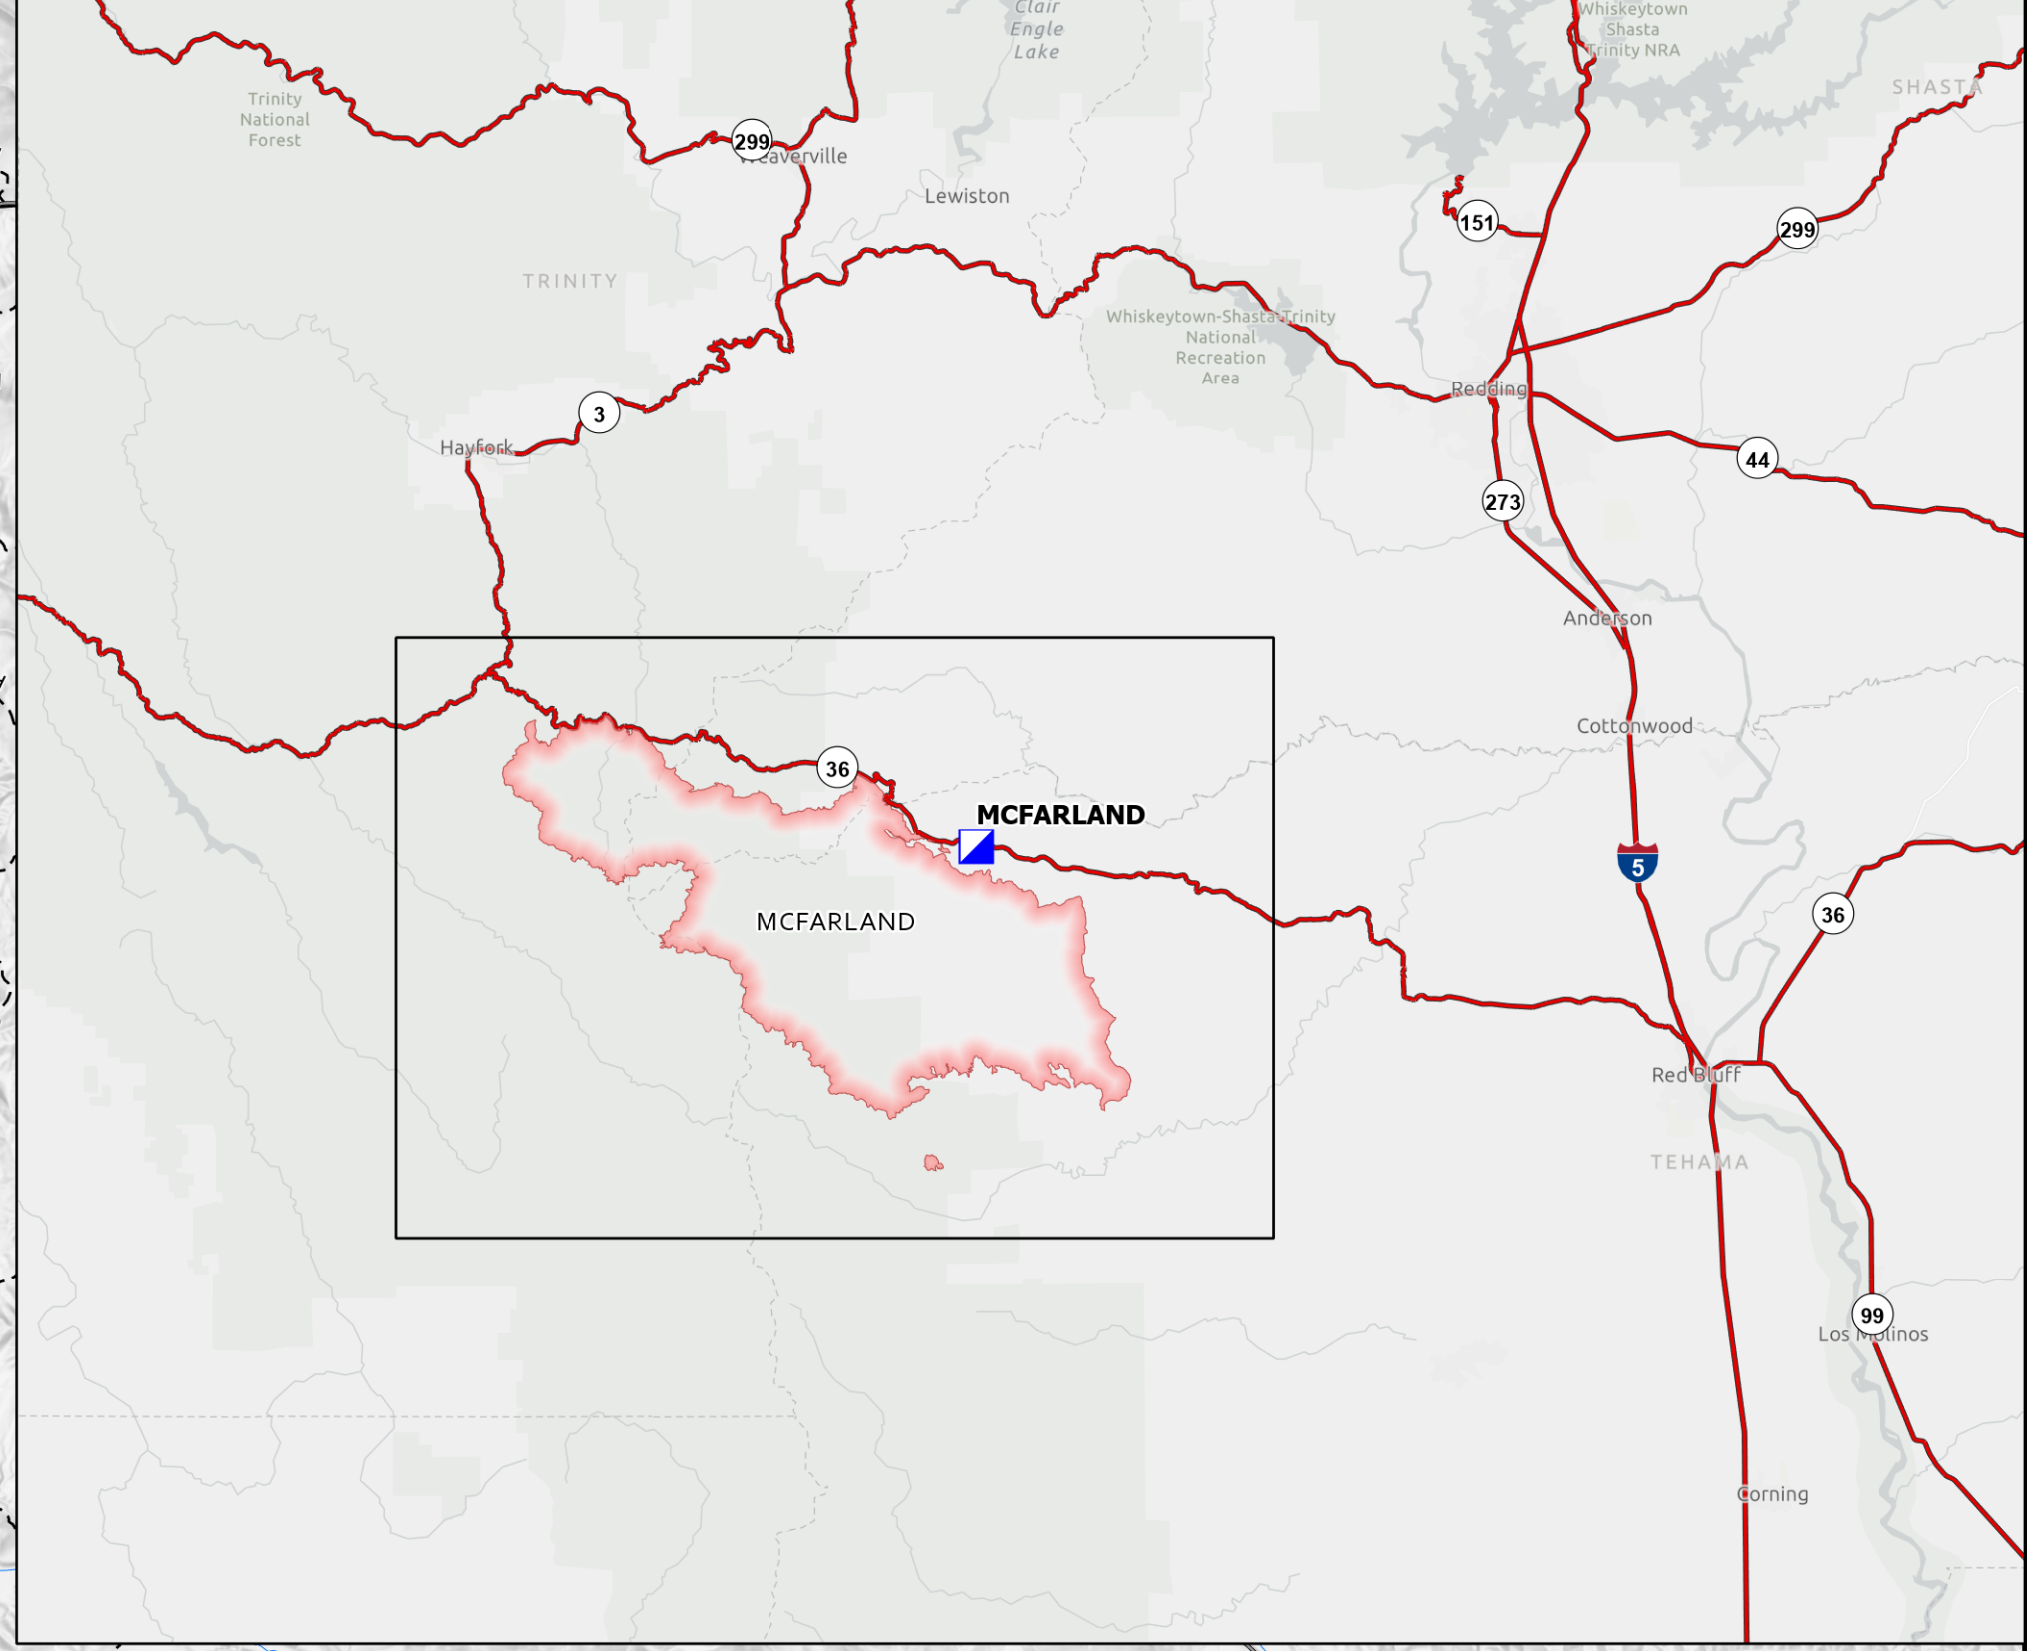 Clair
Engle
Lake
Whiskeytown
Shasta
Trinity NRA
SHASTA
Trinity
National
Forest
299
Weaverville
Lewiston
151
299
TRINITY
Whiskeytown-Shasta-Trinity
National
Recreation
Area
Redding
3
Hayfork
44
273
Anderson
Cottonwood
36
MCFARLAND
5
36
MCFARLAND
Red Bluff
TEHAMA
99
Los Molinos
Corning